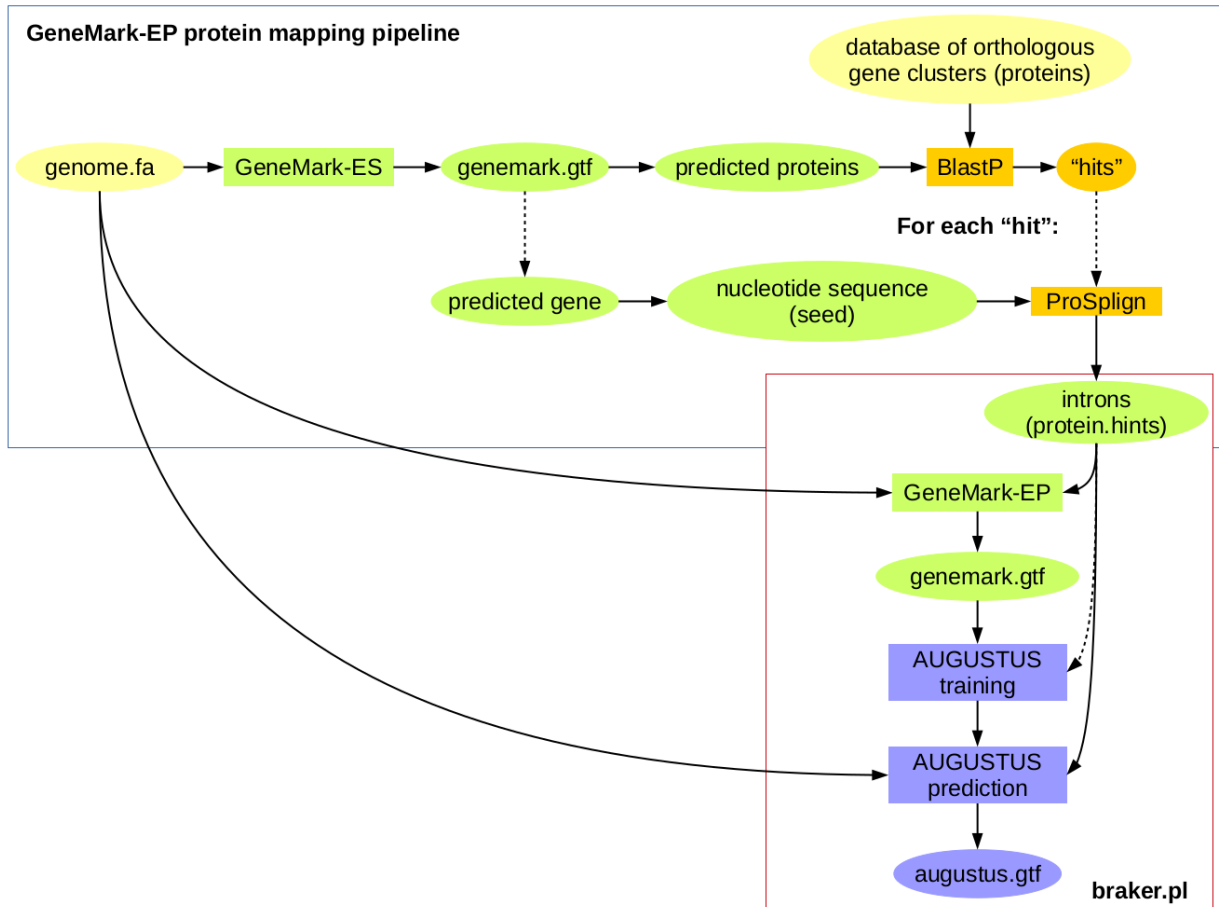 GeneMark-EP protein mapping pipeline
database of orthologous
gene clusters (proteins)
genome.fa
GeneMark-ES
genemark.gtf
predicted proteins
BlastP
“hits”
For each “hit”:
predicted gene
nucleotide sequence
(seed)
ProSplign
introns
(protein.hints)
GeneMark-EP
genemark.gtf
AUGUSTUS
training
AUGUSTUS
prediction
augustus.gtf
braker.pl